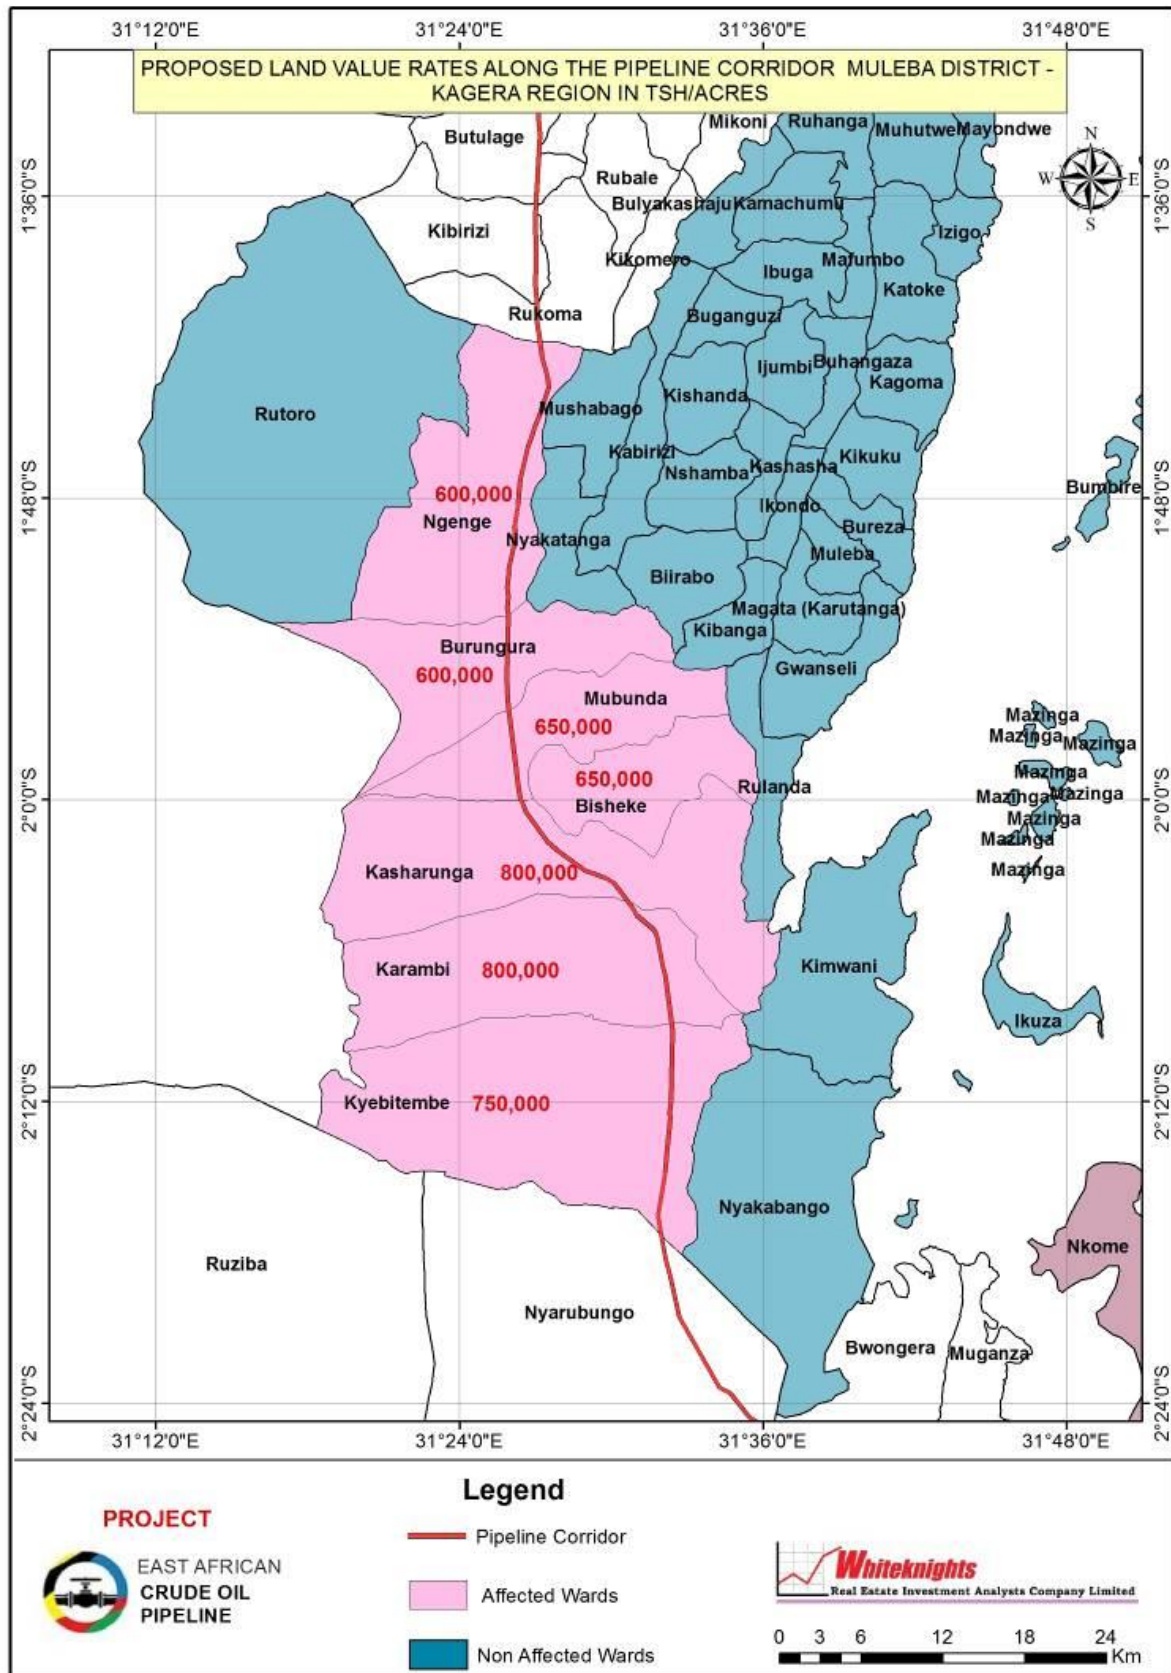 31°12'0"E
31°24'0"E
31°36'0"E
31°48'0"E
PROPOSED LAND VALUE RATES ALONG THE PIPELINE CORRIDOR MULEBA DISTRICT -
KAGERA REGION IN TSH/ACRES
Mikoni
Ruhanga
Muhutwe
Mayondwe
Butulage
N
W
E
S
Rubale
Bulyakashaju
Kamachumu
1°36'0"S
1°36'0"S
Kibirizi
Izigo
Kikomero
Ibuga
Mafumbo
Katoke
Rukoma
Buganguzi
Ijumbi
Buhangaza
Kagoma
Kishanda
Rutoro
Mushabago
Kabirizi
Nshamba
Kashasha
Kikuku
Bumbire
1°48'0"S
1°48'0"S
600,000
Ngenge
Ikondo
Bureza
Nyakatanga
Muleba
Biirabo
Magata (Karutanga)
Kibanga
Burungura
600,000
Gwanseli
Mubunda
650,000
Mazinga
Mazinga
Mazinga
650,000
Bisheke
Rulanda
Mazinga
Mazinga
Mazinga
2°0'0"S
2°0'0"S
Mazinga
Mazinga
Mazinga
Kasharunga
800,000
Karambi
800,000
Kimwani
Ikuza
Kyebitembe
750,000
2°12'0"S
2°12'0"S
Nyakabango
Nkome
Ruziba
Nyarubungo
Bwongera
Muganza
2°24'0"S
2°24'0"S
31°12'0"E
31°24'0"E
31°36'0"E
31°48'0"E
Legend
PROJECT
EAST AFRICAN
CRUDE OIL
PIPELINE
Pipeline Corridor
Affected Wards
Non Affected Wards
Whiteknights
Real Estate Investment Analysts Company Limited
0 3 6 12 18 24
Km